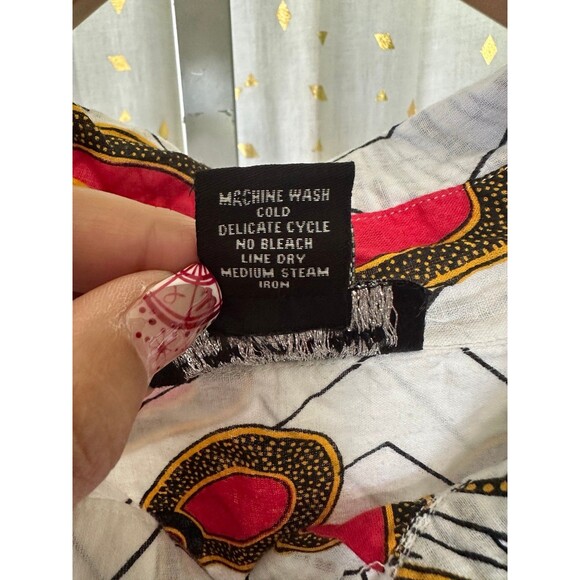 MACHINE WASH
COLD
DELICATE CYCLE
NO BLEACH
LINE DRY
MEDIUM STEAM
IRON